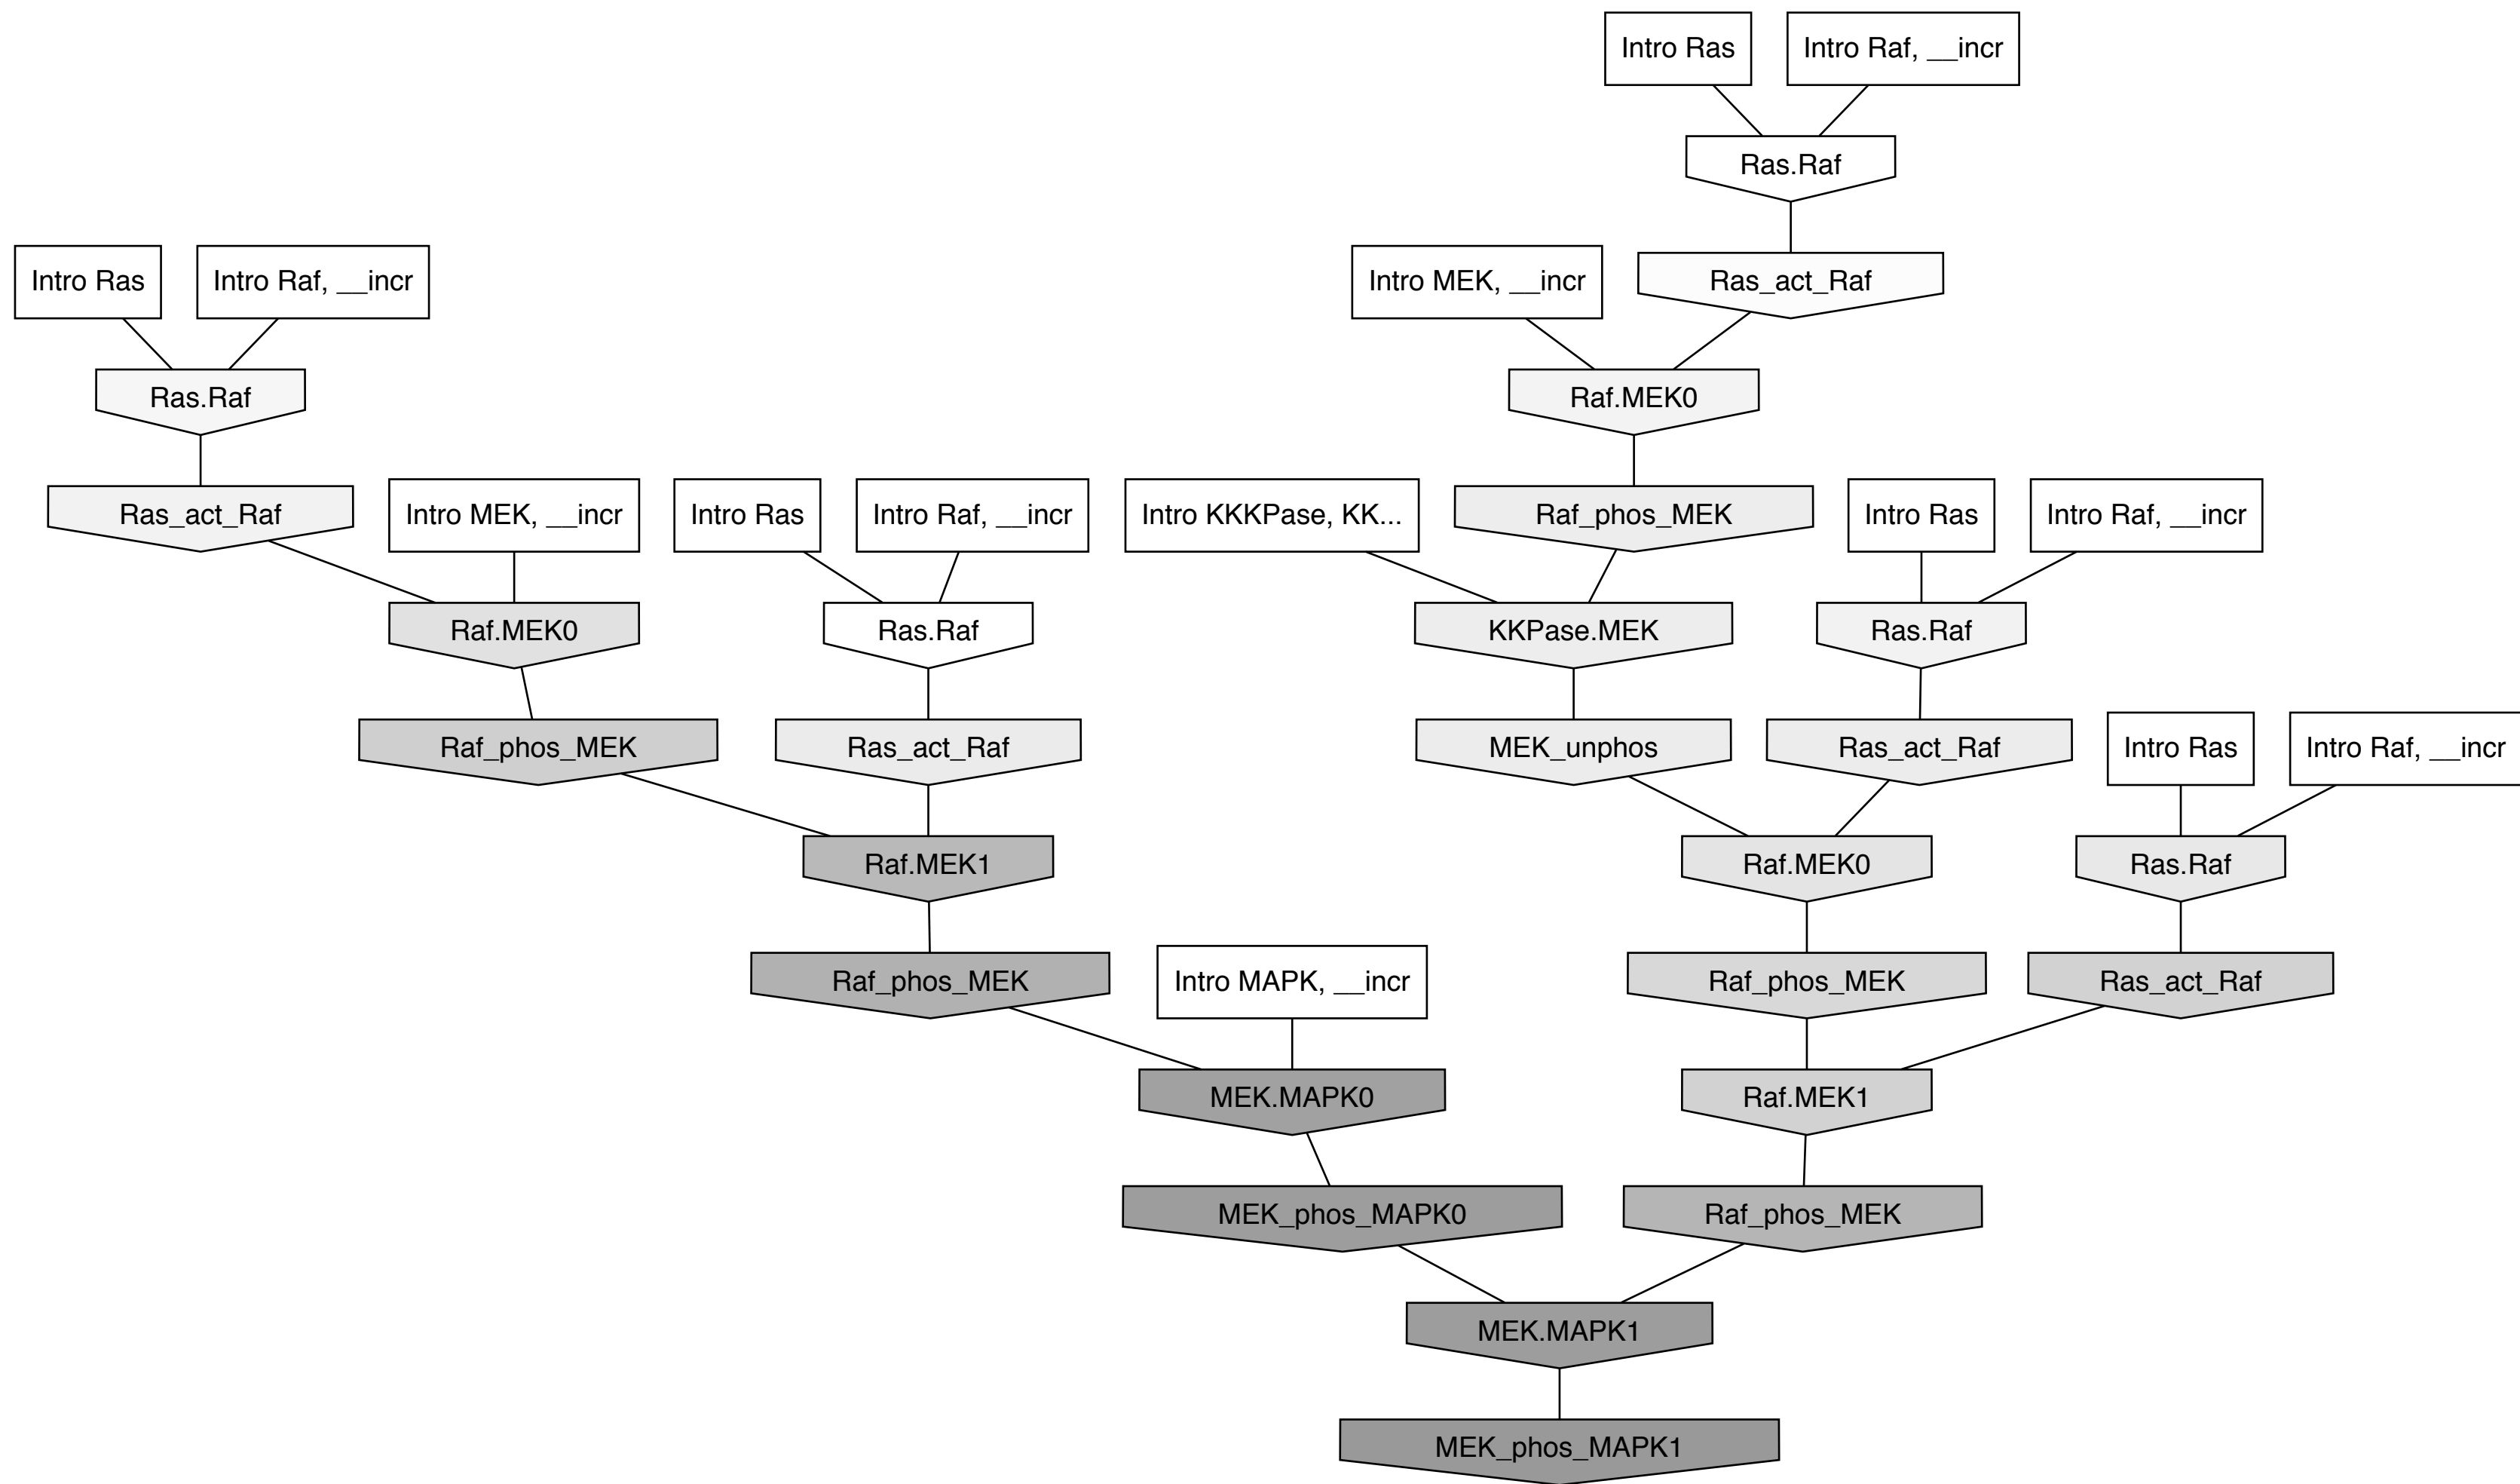 Intro Ras
Intro Raf, __incr
Ras.Raf
Intro Ras
Intro Raf, __incr
Intro MEK, __incr
Ras_act_Raf
Ras.Raf
Raf.MEK0
Ras_act_Raf
Intro MEK, __incr
Intro Ras
Intro Raf, __incr
Intro KKKPase, KK...
Raf_phos_MEK
Intro Ras
Intro Raf, __incr
Raf.MEK0
Ras.Raf
KKPase.MEK
Ras.Raf
Raf_phos_MEK
Ras_act_Raf
MEK_unphos
Ras_act_Raf
Intro Ras
Intro Raf, __incr
Raf.MEK1
Raf.MEK0
Ras.Raf
Raf_phos_MEK
Intro MAPK, __incr
Raf_phos_MEK
Ras_act_Raf
MEK.MAPK0
Raf.MEK1
MEK_phos_MAPK0
Raf_phos_MEK
MEK.MAPK1
MEK_phos_MAPK1